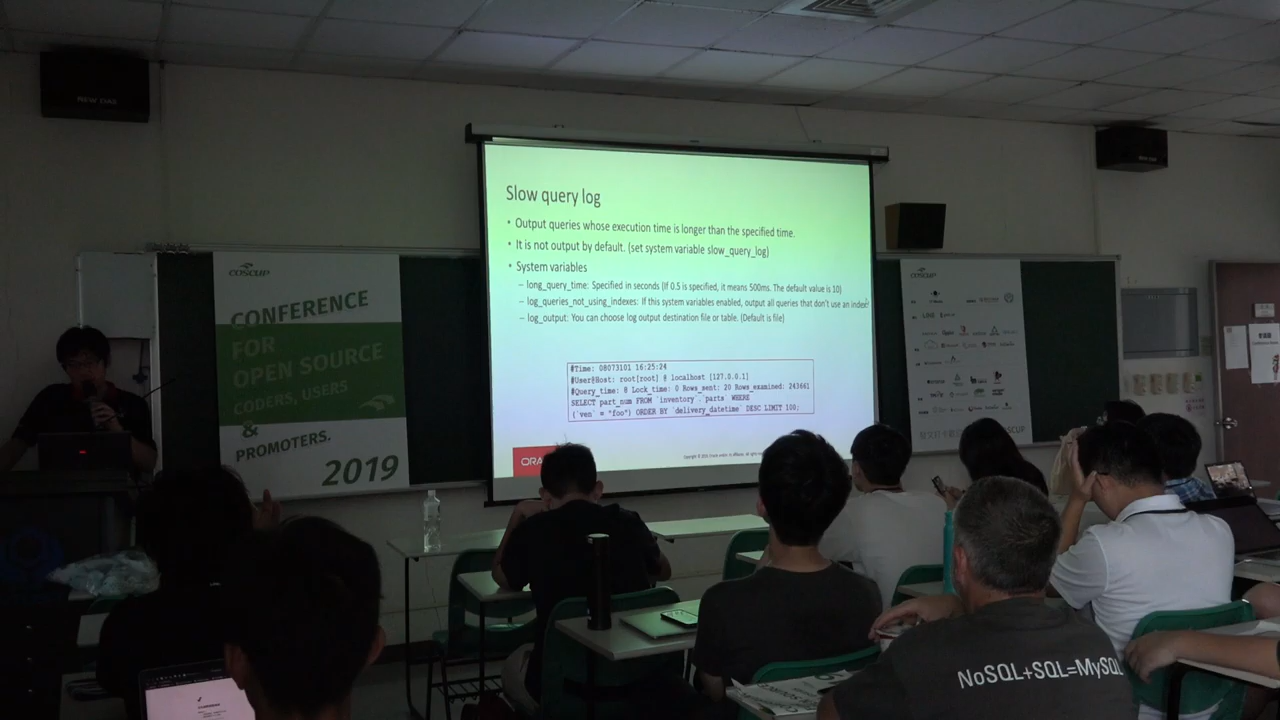 NEW DAS
COSCUP
CONFERENCE
FOR
OPEN SOURCE
CODERS, USERS
&
PROMOTERS.
2019
Slow query log
• Output queries whose execution time is longer than the specified time.
• It is not output by default. (set system variable slow_query_log)
• System variables
– long_query_time: Specified in seconds (If 0.5 is specified, it means 500ms. The default value is 10)
– log_queries_not_using_indexes: If this system variables enabled, output all queries that don't use an index
– log_output: You can choose log output destination file or table. (Default is file)
#Time: 08073101 16:25:24
#User@Host: root[root] @ localhost [127.0.0.1]
#Query_time: 8 Lock_time: 0 Rows_sent: 20 Rows_examined: 243661
SELECT part_num FROM `inventory`.`parts` WHERE
(`ven` = "foo") ORDER BY `delivery_datetime` DESC LIMIT 100;
ORA
COSCUP
NoSQL+SQL=MySQL